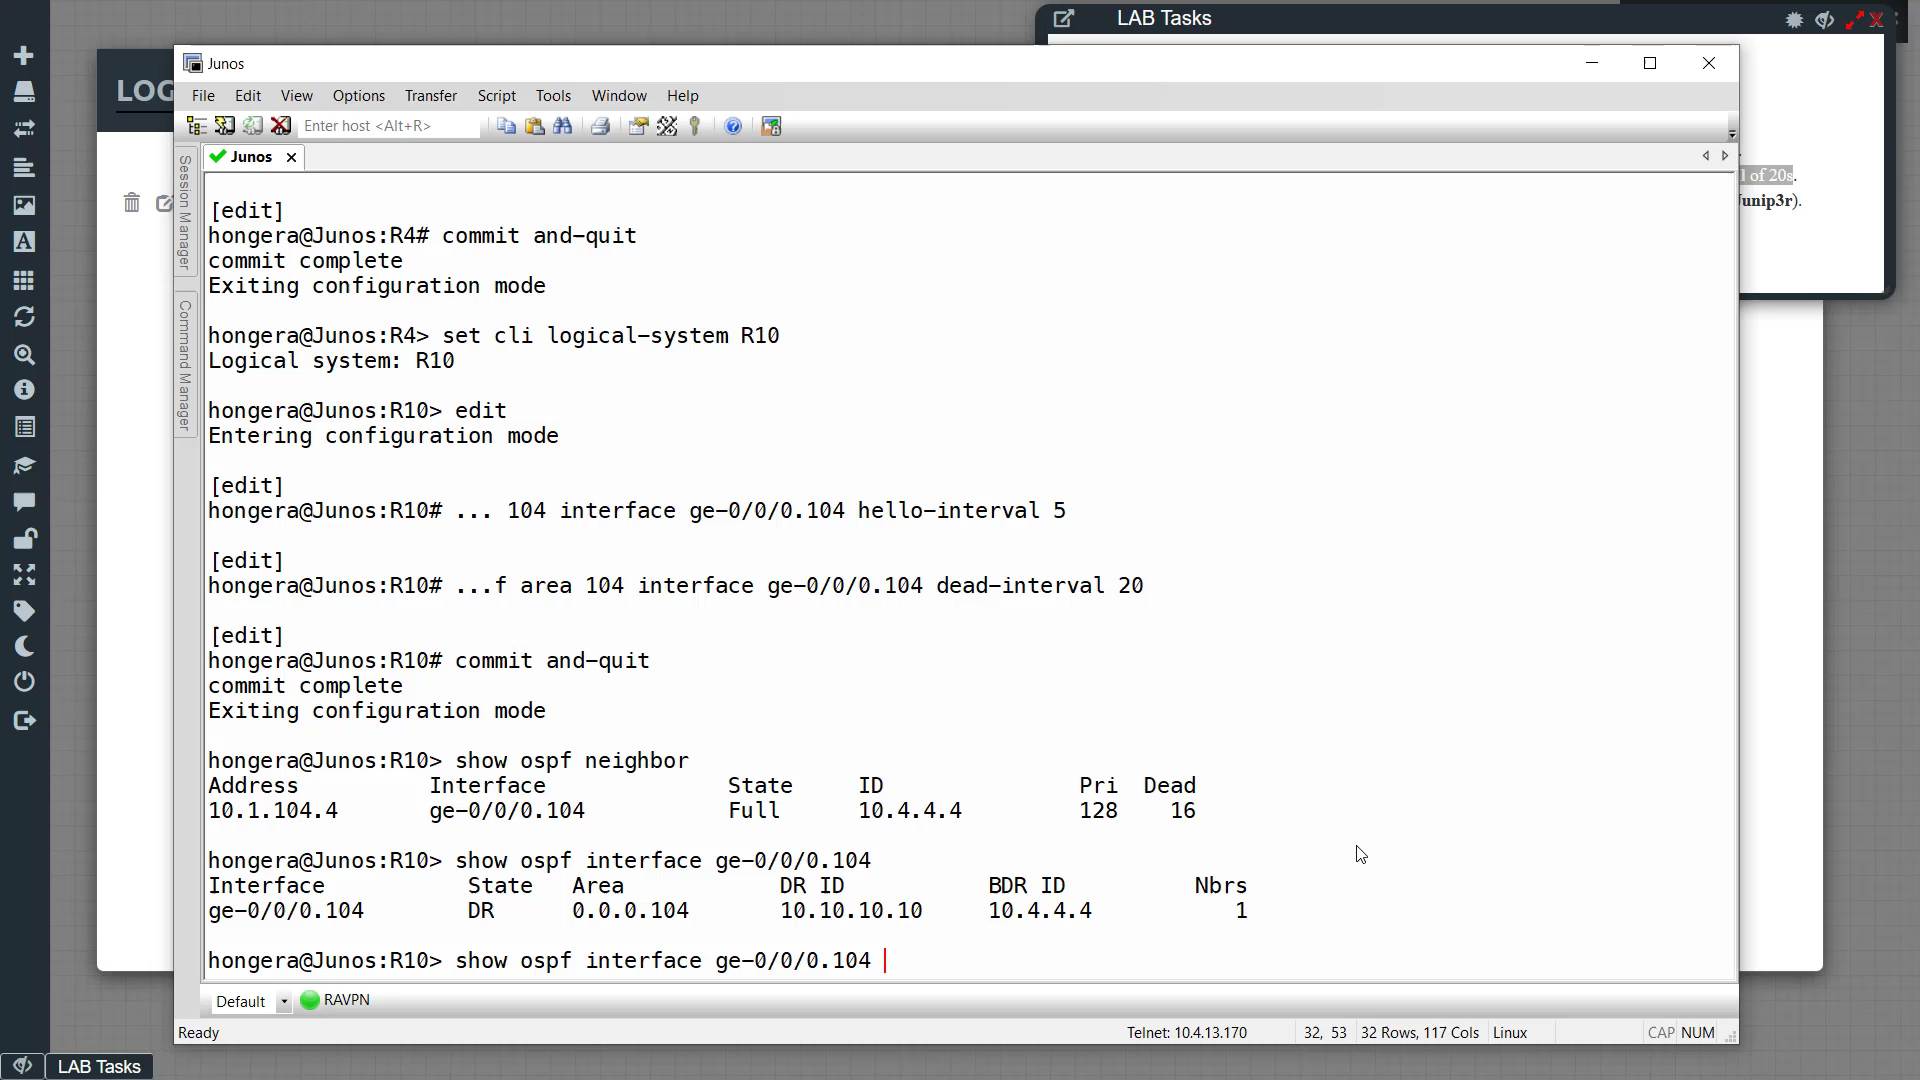 LAB Tasks
LOG
Junos
File Edit View Options Transfer Script Tools Window Help
Enter host <Alt+R>
Junos
Session Manager
Command Manager
l of 20s.
Junip3r).
[edit]
hongera@Junos:R4# commit and-quit
commit complete
Exiting configuration mode
hongera@Junos:R4> set cli logical-system R10
Logical system: R10
hongera@Junos:R10> edit
Entering configuration mode
[edit]
hongera@Junos:R10# ... 104 interface ge-0/0/0.104 hello-interval 5
[edit]
hongera@Junos:R10# ...f area 104 interface ge-0/0/0.104 dead-interval 20
[edit]
hongera@Junos:R10# commit and-quit
commit complete
Exiting configuration mode
hongera@Junos:R10> show ospf neighbor
Address Interface State ID Pri Dead
10.1.104.4 ge-0/0/0.104 Full 10.4.4.4 128 16
hongera@Junos:R10> show ospf interface ge-0/0/0.104
Interface State Area DR ID BDR ID Nbrs
ge-0/0/0.104 DR 0.0.0.104 10.10.10.10 10.4.4.4 1
hongera@Junos:R10> show ospf interface ge-0/0/0.104
Default RAVPN
Ready Telnet: 10.4.13.170 32, 53 32 Rows, 117 Cols Linux CAP NUM
LAB Tasks